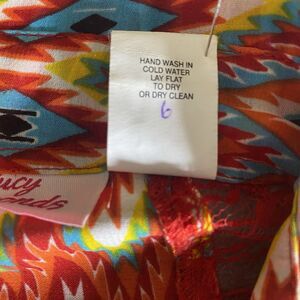 HAND WASH IN
COLD WATER
LAY FLAT
TO DRY
OR DRY CLEAN
6